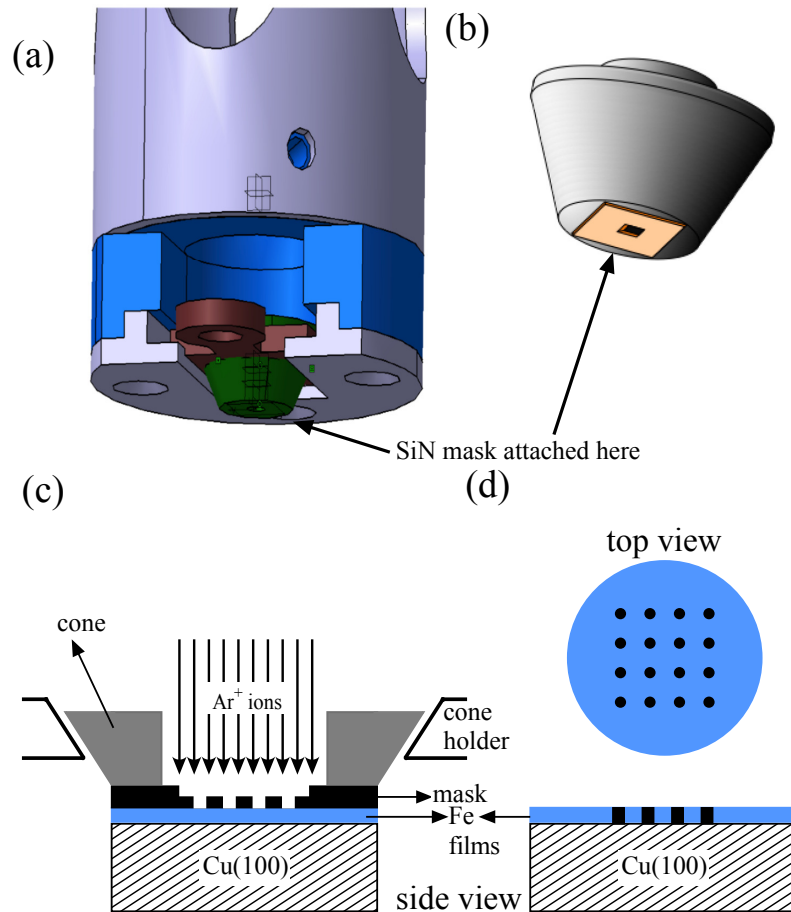 (a)
(b)
SiN mask attached here
(c)
(d)
top view
cone
Ar+ ions
cone
holder
mask
Fe
films
Cu(100)
side view
Cu(100)